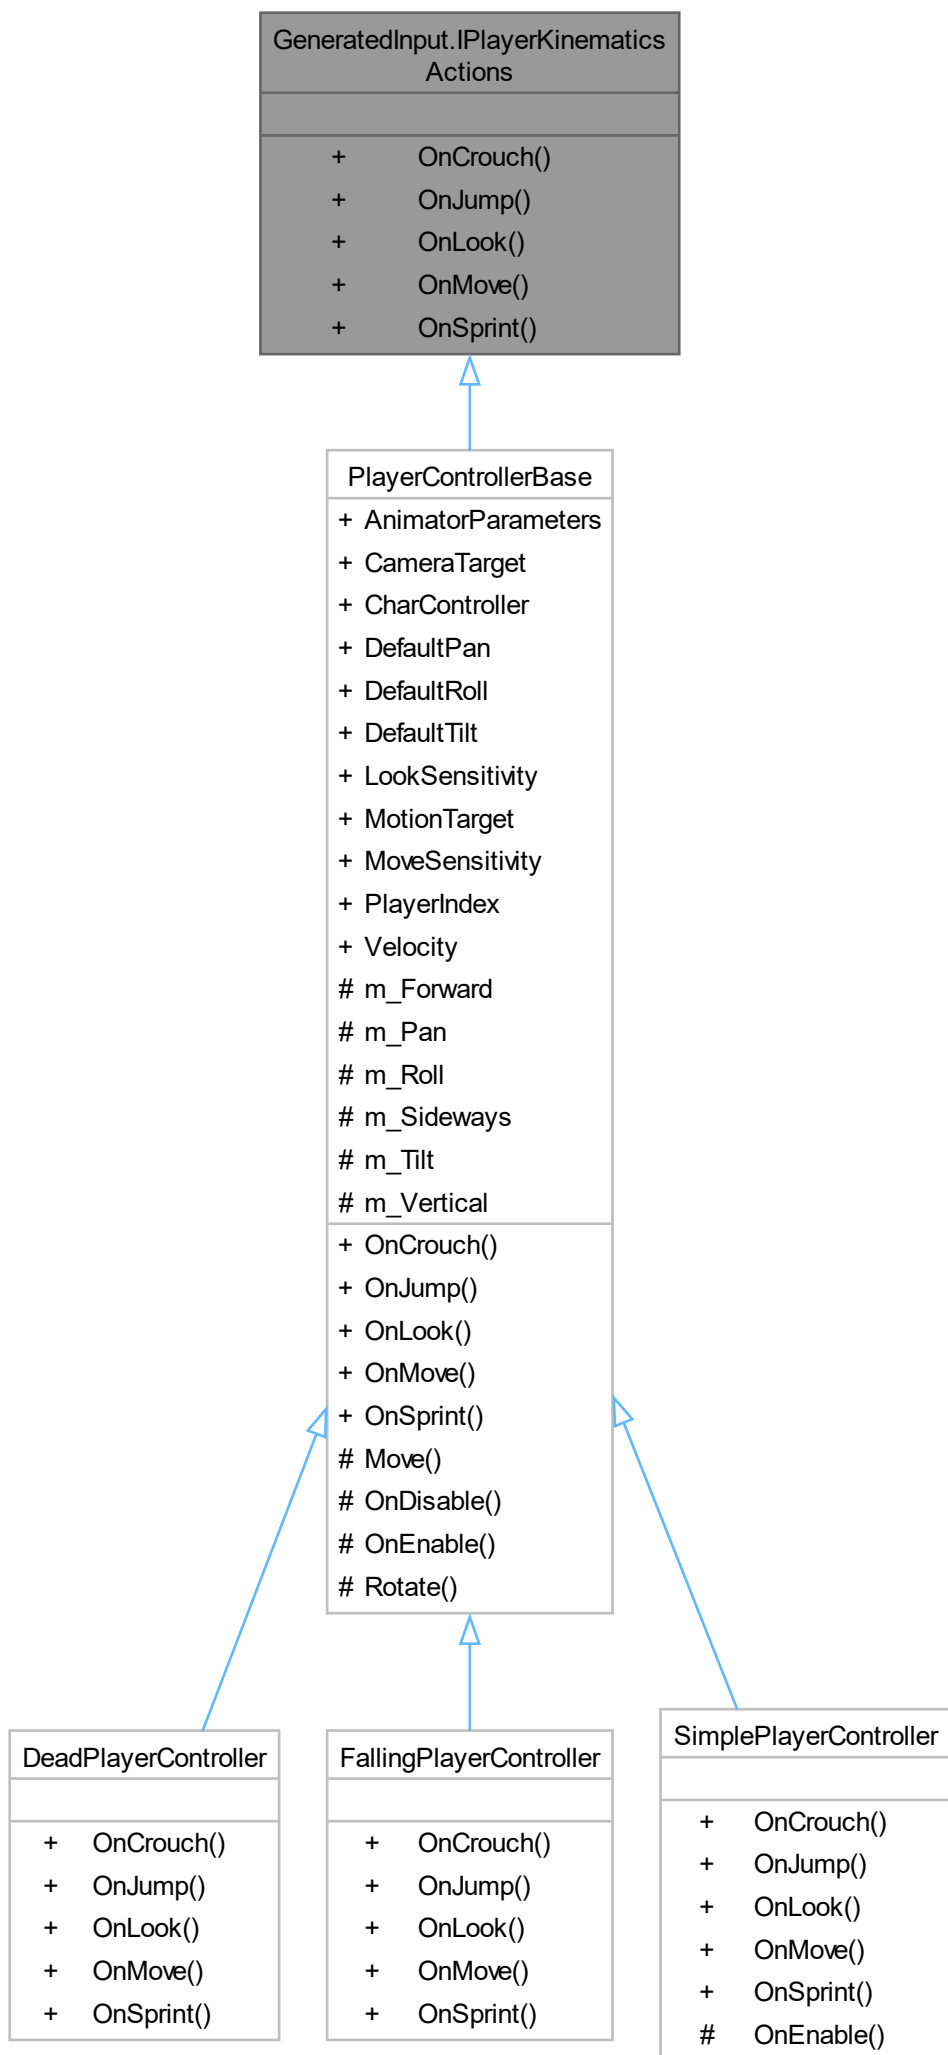 GeneratedInput.IPlayerKinematics
Actions
+ OnCrouch()
+ OnJump()
+ OnLook()
+ OnMove()
+ OnSprint()
PlayerControllerBase
+ AnimatorParameters
+ CameraTarget
+ CharController
+ DefaultPan
+ DefaultRoll
+ DefaultTilt
+ LookSensitivity
+ MotionTarget
+ MoveSensitivity
+ PlayerIndex
+ Velocity
# m_Forward
# m_Pan
# m_Roll
# m_Sideways
# m_Tilt
# m_Vertical
+ OnCrouch()
+ OnJump()
+ OnLook()
+ OnMove()
+ OnSprint()
# Move()
# OnDisable()
# OnEnable()
# Rotate()
DeadPlayerController
+ OnCrouch()
+ OnJump()
+ OnLook()
+ OnMove()
+ OnSprint()
FallingPlayerController
+ OnCrouch()
+ OnJump()
+ OnLook()
+ OnMove()
+ OnSprint()
SimplePlayerController
+ OnCrouch()
+ OnJump()
+ OnLook()
+ OnMove()
+ OnSprint()
# OnEnable()